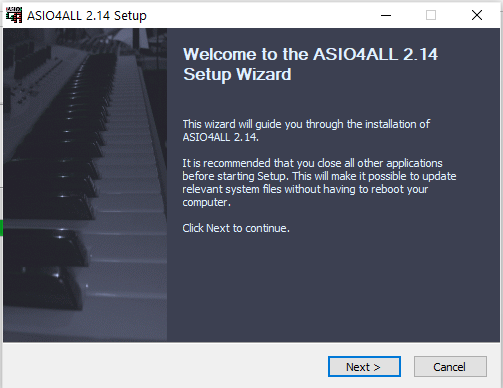 ASIO4ALL 2.14 Setup
Welcome to the ASIO4ALL 2.14
Setup Wizard
This wizard will guide you through the installation of
ASIO4ALL 2.14.
It is recommended that you close all other applications
before starting Setup. This will make it possible to update
relevant system files without having to reboot your
computer.
Click Next to continue.
Next >
Cancel